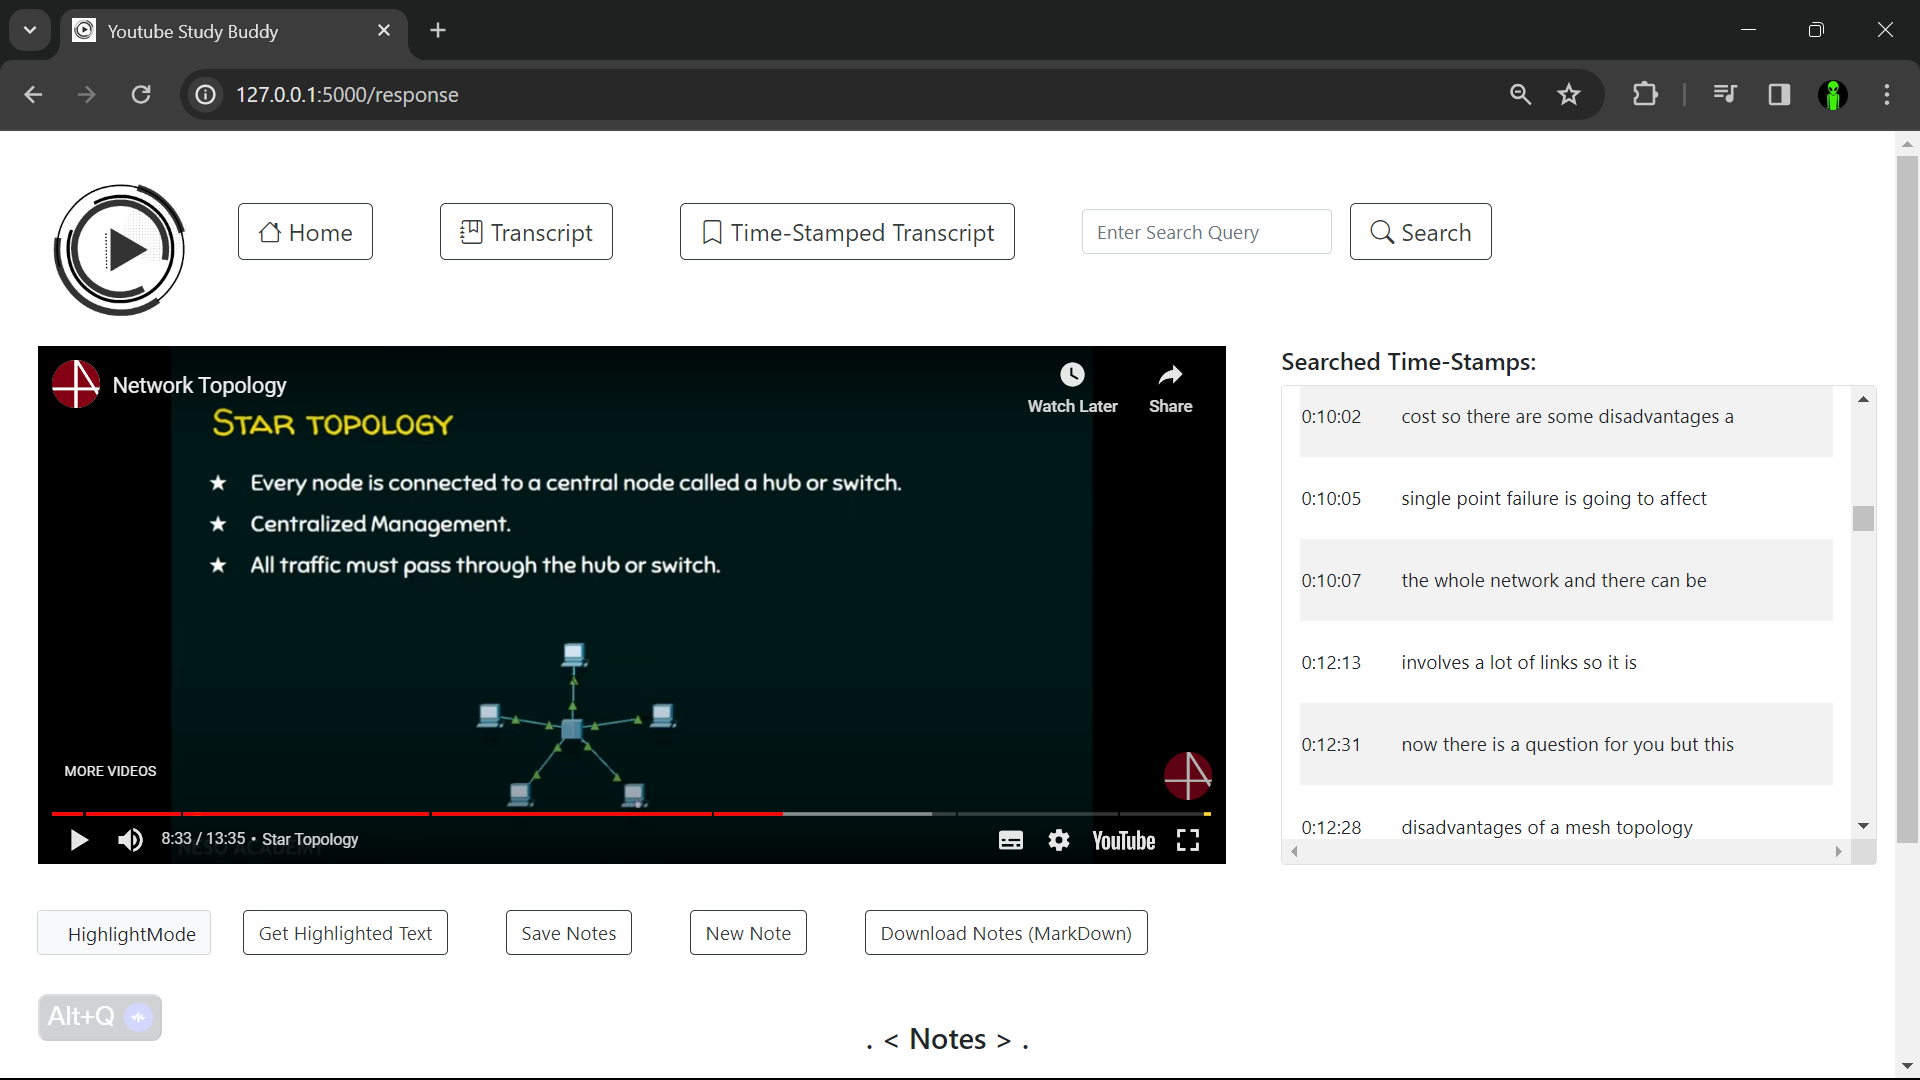 Youtube Study Buddy
127.0.0.1:5000/response
Home
Transcript
Time-Stamped Transcript
Enter Search Query
Search
Network Topology
Watch Later
Share
STAR TOPOLOGY
★ Every node is connected to a central node called a hub or switch.
★ Centralized Management.
★ All traffic must pass through the hub or switch.
MORE VIDEOS
8:33 / 13:35 • Star Topology
NESO ACADEMY
YouTube
Searched Time-Stamps:
0:10:02 cost so there are some disadvantages a
0:10:05 single point failure is going to affect
0:10:07 the whole network and there can be
0:12:13 involves a lot of links so it is
0:12:31 now there is a question for you but this
0:12:28 disadvantages of a mesh topology
HighlightMode
Get Highlighted Text
Save Notes
New Note
Download Notes (MarkDown)
Alt+Q
. < Notes > .